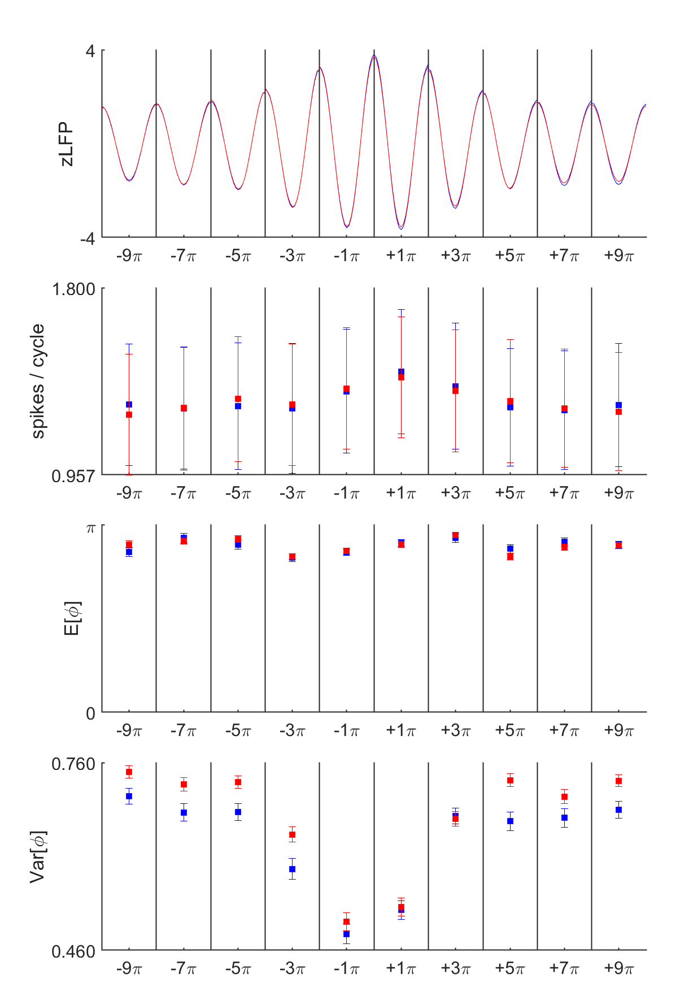 4
zLFP
-4
-9π -7π -5π -3π -1π +1π +3π +5π +7π +9π
1.800
spikes / cycle
0.957
-9π -7π -5π -3π -1π +1π +3π +5π +7π +9π
π
E[ϕ]
0
-9π -7π -5π -3π -1π +1π +3π +5π +7π +9π
0.760
Var[ϕ]
0.460
-9π -7π -5π -3π -1π +1π +3π +5π +7π +9π